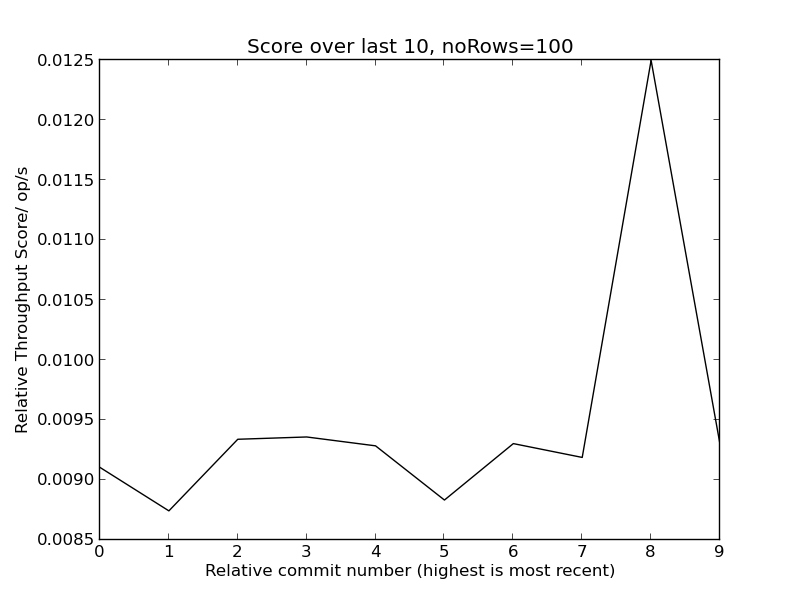 Score over last 10, noRows=100
Relative Throughput Score/ op/s
0.0125
0.0120
0.0115
0.0110
0.0105
0.0100
0.0095
0.0090
0.0085
0 1 2 3 4 5 6 7 8 9
Relative commit number (highest is most recent)